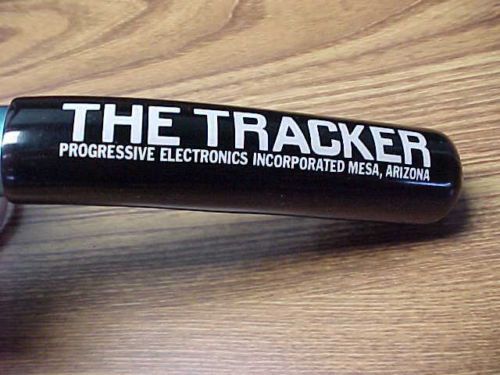 THE TRACKER
PROGRESSIVE ELECTRONICS INCORPORATED MESA, ARIZONA